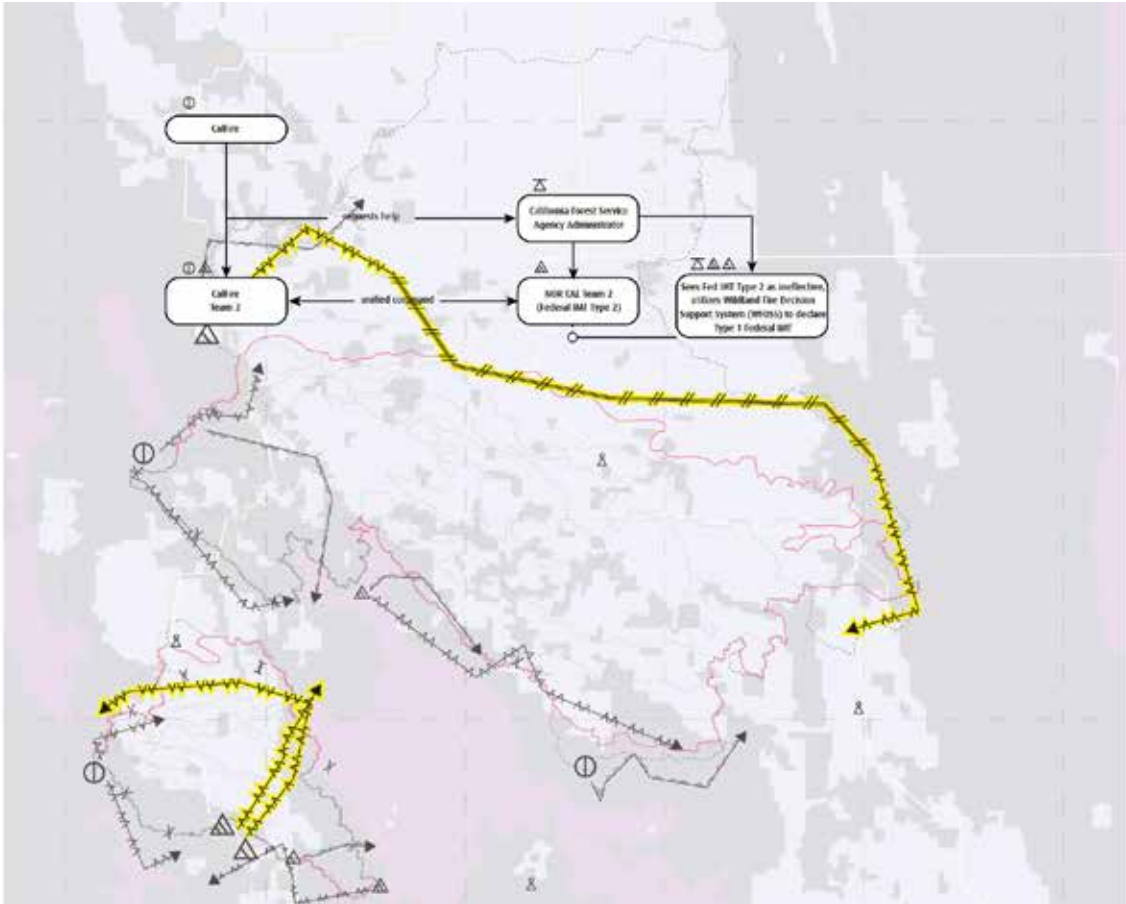 CalFire
requests help
California Forest Service
Agency Administrator
CalFire
Team 2
unified command
NOR CAL Team 2
(Federal IMT Type 2)
Sees Fed IMT Type 2 as ineffective,
utilizes Wildland Fire Decision
Support System (WFDSS) to declare
Type 1 Federal IMT